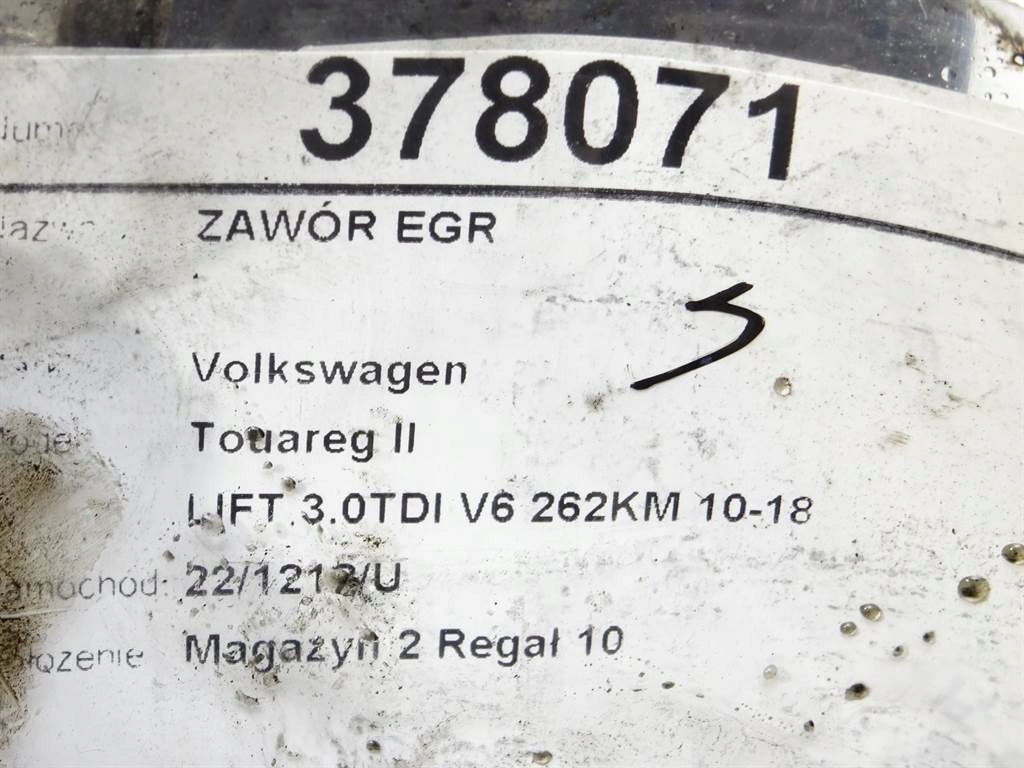 378071
ZAWÓR EGR
Volkswagen
Touareg II
LIFT 3.0TDI V6 262KM 10-18
22/1212/U
Magazyn 2 Regał 10